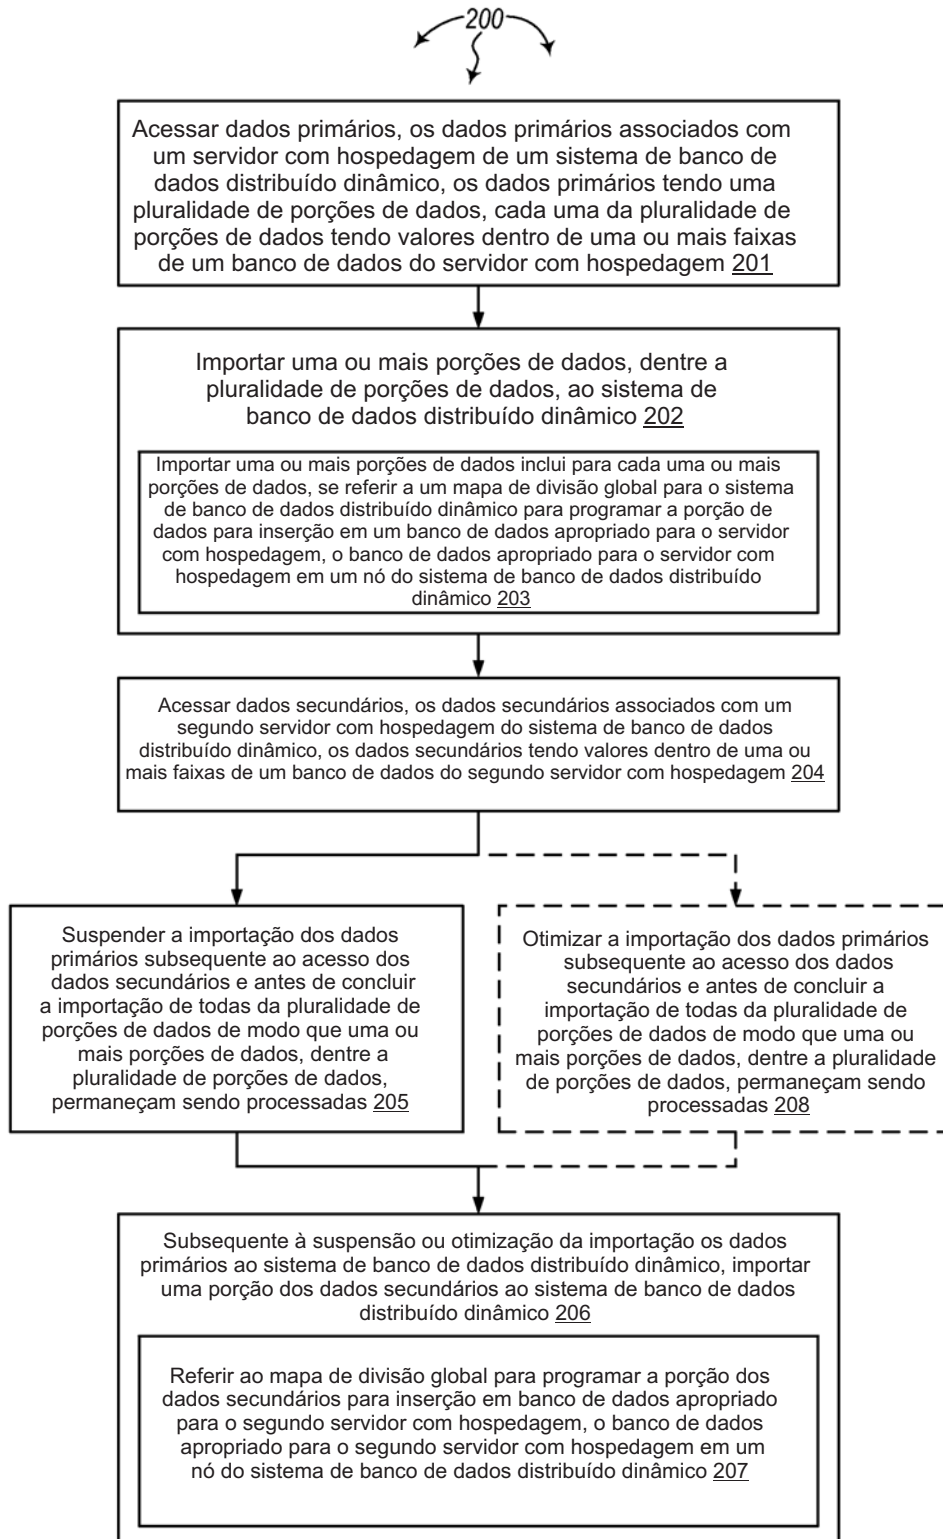 200
Acessar dados primários, os dados primários associados com
um servidor com hospedagem de um sistema de banco de
dados distribuído dinâmico, os dados primários tendo uma
pluralidade de porções de dados, cada uma da pluralidade de
porções de dados tendo valores dentro de uma ou mais faixas
de um banco de dados do servidor com hospedagem 201
Importar uma ou mais porções de dados, dentre a
pluralidade de porções de dados, ao sistema de
banco de dados distribuído dinâmico 202
Importar uma ou mais porções de dados inclui para cada uma ou mais
porções de dados, se referir a um mapa de divisão global para o sistema
de banco de dados distribuído dinâmico para programar a porção de
dados para inserção em um banco de dados apropriado para o servidor
com hospedagem, o banco de dados apropriado para o servidor com
hospedagem em um nó do sistema de banco de dados distribuído
dinâmico 203
Acessar dados secundários, os dados secundários associados com um
segundo servidor com hospedagem do sistema de banco de dados
distribuído dinâmico, os dados secundários tendo valores dentro de uma ou
mais faixas de um banco de dados do segundo servidor com hospedagem 204
Suspender a importação dos dados
primários subsequente ao acesso dos
dados secundários e antes de concluir
a importação de todas da pluralidade de
porções de dados de modo que uma ou
mais porções de dados, dentre a
pluralidade de porções de dados,
permaneçam sendo processadas 205
Otimizar a importação dos dados primários
subsequente ao acesso dos dados
secundários e antes de concluir a
importação de todas da pluralidade de
porções de dados de modo que uma ou
mais porções de dados, dentre a pluralidade
de porções de dados, permaneçam sendo
processadas 208
Subsequente à suspensão ou otimização da importação os dados
primários ao sistema de banco de dados distribuído dinâmico, importar
uma porção dos dados secundários ao sistema de banco de dados
distribuído dinâmico 206
Referir ao mapa de divisão global para programar a porção dos
dados secundários para inserção em banco de dados apropriado
para o segundo servidor com hospedagem, o banco de dados
apropriado para o segundo servidor com hospedagem em um
nó do sistema de banco de dados distribuído dinâmico 207